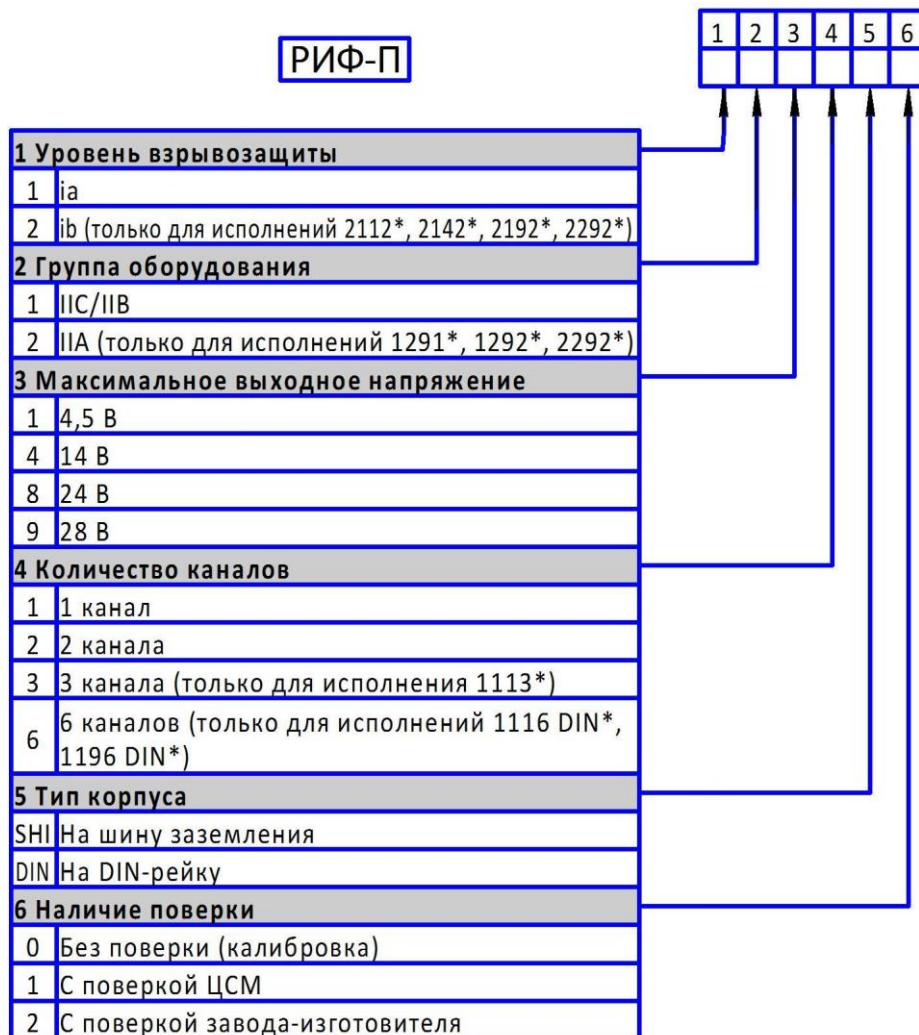 РИФ-П
1 2 3 4 5 6
1 Уровень взрывозащиты
1 ia
2 ib (только для исполнений 2112*, 2142*, 2192*, 2292*)
2 Группа оборудования
1 IIC/IIB
2 IIA (только для исполнений 1291*, 1292*, 2292*)
3 Максимальное выходное напряжение
1 4,5 В
4 14 В
8 24 В
9 28 В
4 Количество каналов
1 1 канал
2 2 канала
3 3 канала (только для исполнения 1113*)
6 6 каналов (только для исполнений 1116 DIN*,
1196 DIN*)
5 Тип корпуса
SHI На шину заземления
DIN На DIN-рейку
6 Наличие поверки
0 Без поверки (калибровка)
1 С поверкой ЦСМ
2 С поверкой завода-изготовителя